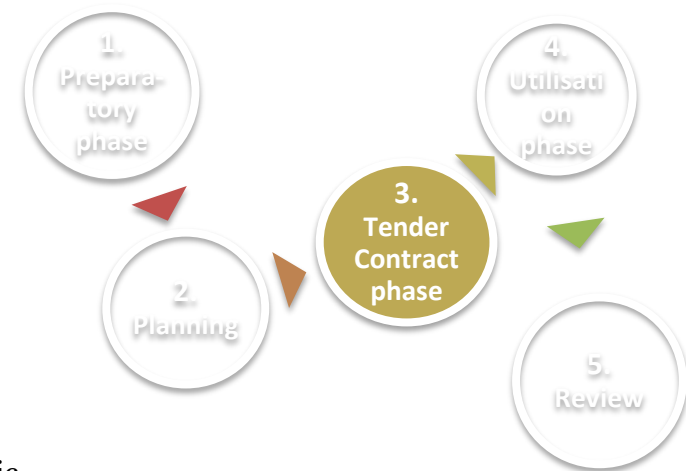 1.
Prepara-
tory
phase
2.
Planning
3.
Tender
Contract
phase
4.
Utilisati
on
phase
5.
Review